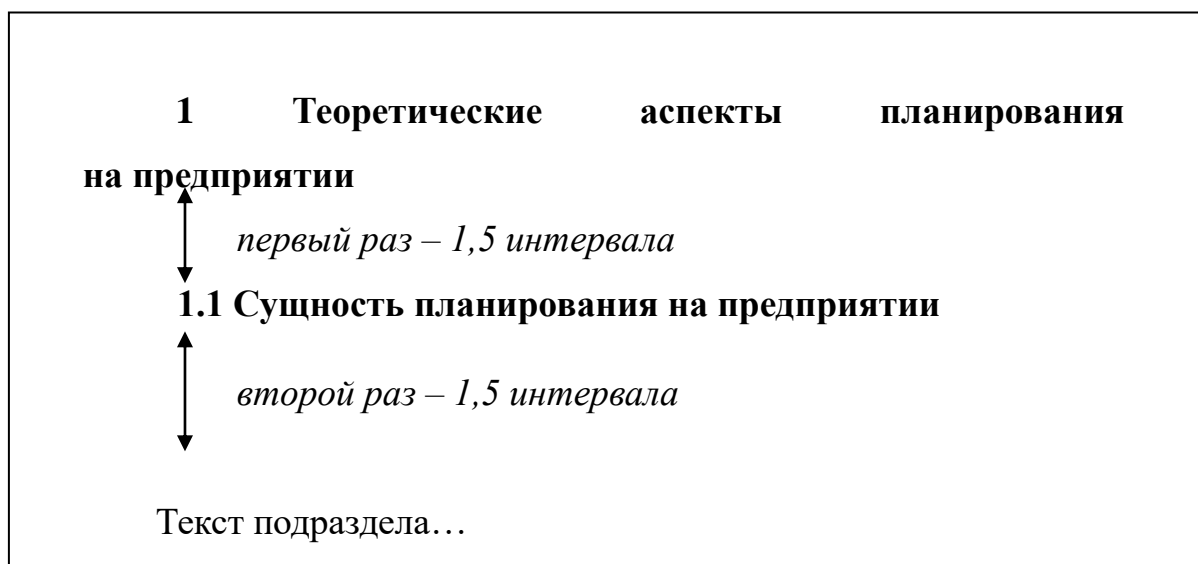 1 Теоретические аспекты планирования
на предприятии
первый раз – 1,5 интервала
1.1 Сущность планирования на предприятии
второй раз – 1,5 интервала
Текст подраздела…